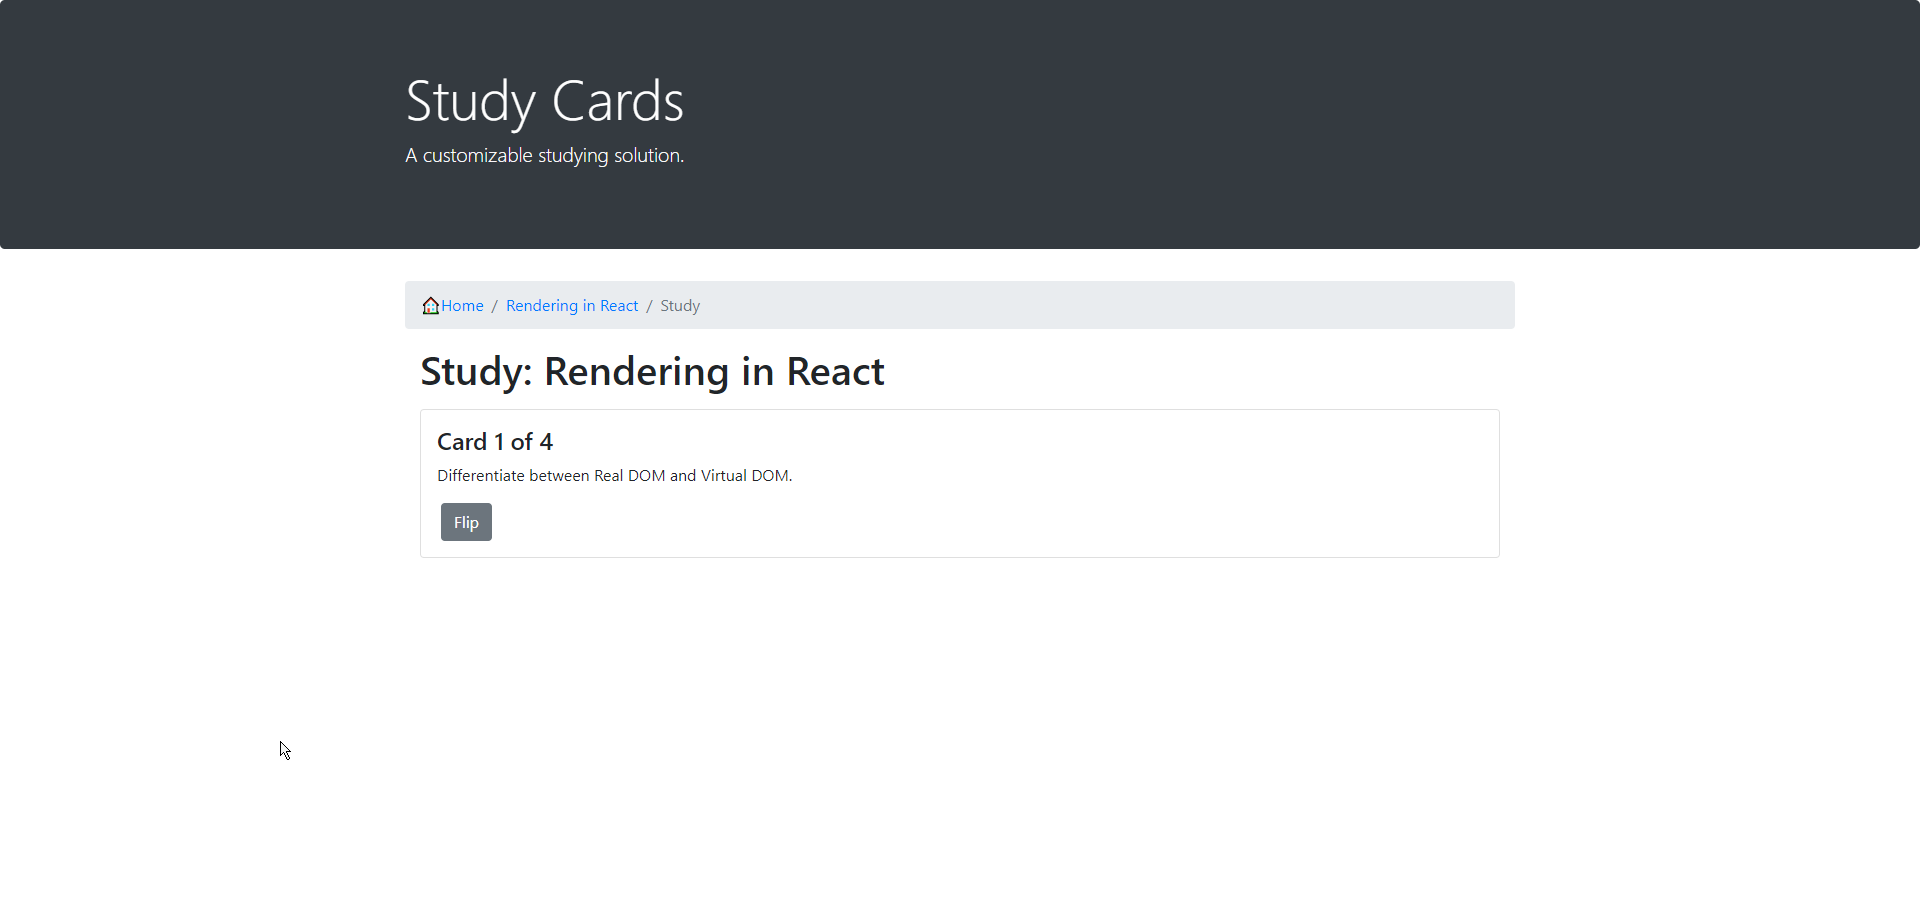 Study Cards
A customizable studying solution.
Home / Rendering in React / Study
Study: Rendering in React
Card 1 of 4
Differentiate between Real DOM and Virtual DOM.
Flip